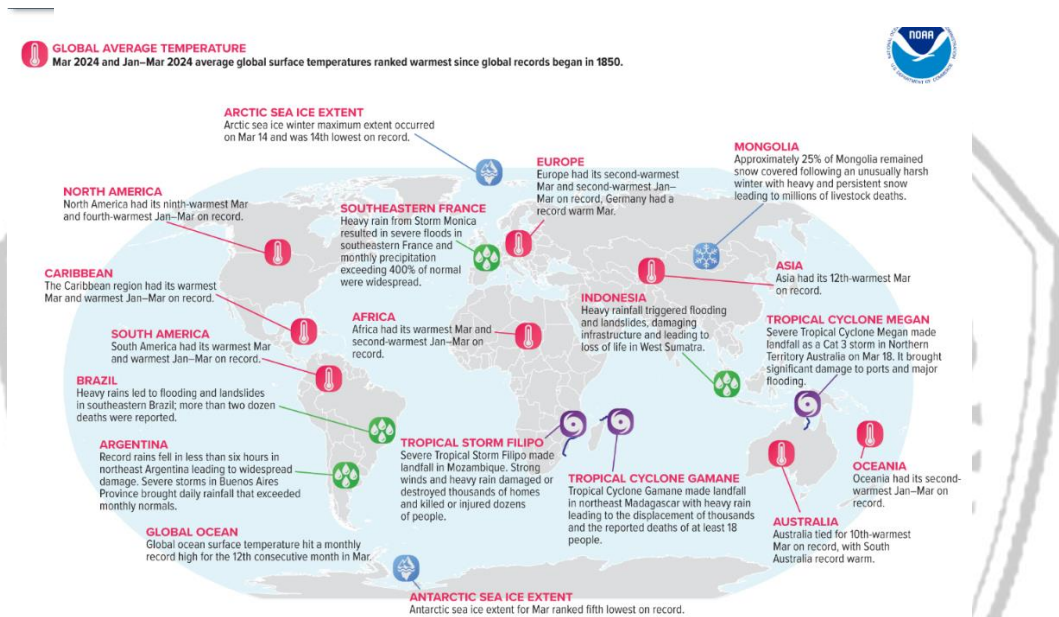 GLOBAL AVERAGE TEMPERATURE
Mar 2024 and Jan–Mar 2024 average global surface temperatures ranked warmest since global records began in 1850.
NOAA
ARCTIC SEA ICE EXTENT
Arctic sea ice winter maximum extent occurred
on Mar 14 and was 14th lowest on record.
NORTH AMERICA
North America had its ninth-warmest Mar
and fourth-warmest Jan–Mar on record.
SOUTHEASTERN FRANCE
Heavy rain from Storm Monica
resulted in severe floods in
southeastern France and
monthly precipitation
exceeding 400% of normal
were widespread.
EUROPE
Europe had its second-warmest
Mar and second-warmest Jan–
Mar on record, Germany had a
record warm Mar.
MONGOLIA
Approximately 25% of Mongolia remained
snow covered following an unusually harsh
winter with heavy and persistent snow
leading to millions of livestock deaths.
CARIBBEAN
The Caribbean region had its warmest
Mar and warmest Jan–Mar on record.
ASIA
Asia had its 12th-warmest Mar
on record.
SOUTH AMERICA
South America had its warmest Mar
and warmest Jan–Mar on record.
AFRICA
Africa had its warmest Mar and
second-warmest Jan–Mar on
record.
INDONESIA
Heavy rainfall triggered flooding
and landslides, damaging
infrastructure and leading to
loss of life in West Sumatra.
TROPICAL CYCLONE MEGAN
Severe Tropical Cyclone Megan made
landfall as a Cat 3 storm in Northern
Territory Australia on Mar 18. It brought
significant damage to ports and major
flooding.
BRAZIL
Heavy rains led to flooding and landslides
in southeastern Brazil; more than two dozen
deaths were reported.
ARGENTINA
Record rains fell in less than six hours in
northeast Argentina leading to widespread
damage. Severe storms in Buenos Aires
Province brought daily rainfall that exceeded
monthly normals.
TROPICAL STORM FILIPO
Severe Tropical Storm Filipo made
landfall in Mozambique. Strong
winds and heavy rain damaged or
destroyed thousands of homes
and killed or injured dozens
of people.
TROPICAL CYCLONE GAMANE
Tropical Cyclone Gamane made landfall
in northeast Madagascar with heavy rain
leading to the displacement of thousands
and the reported deaths of at least 18
people.
OCEANIA
Oceania had its second-
warmest Jan–Mar on
record.
AUSTRALIA
Australia tied for 10th-warmest
Mar on record, with South
Australia record warm.
GLOBAL OCEAN
Global ocean surface temperature hit a monthly
record high for the 12th consecutive month in Mar.
ANTARCTIC SEA ICE EXTENT
Antarctic sea ice extent for Mar ranked fifth lowest on record.